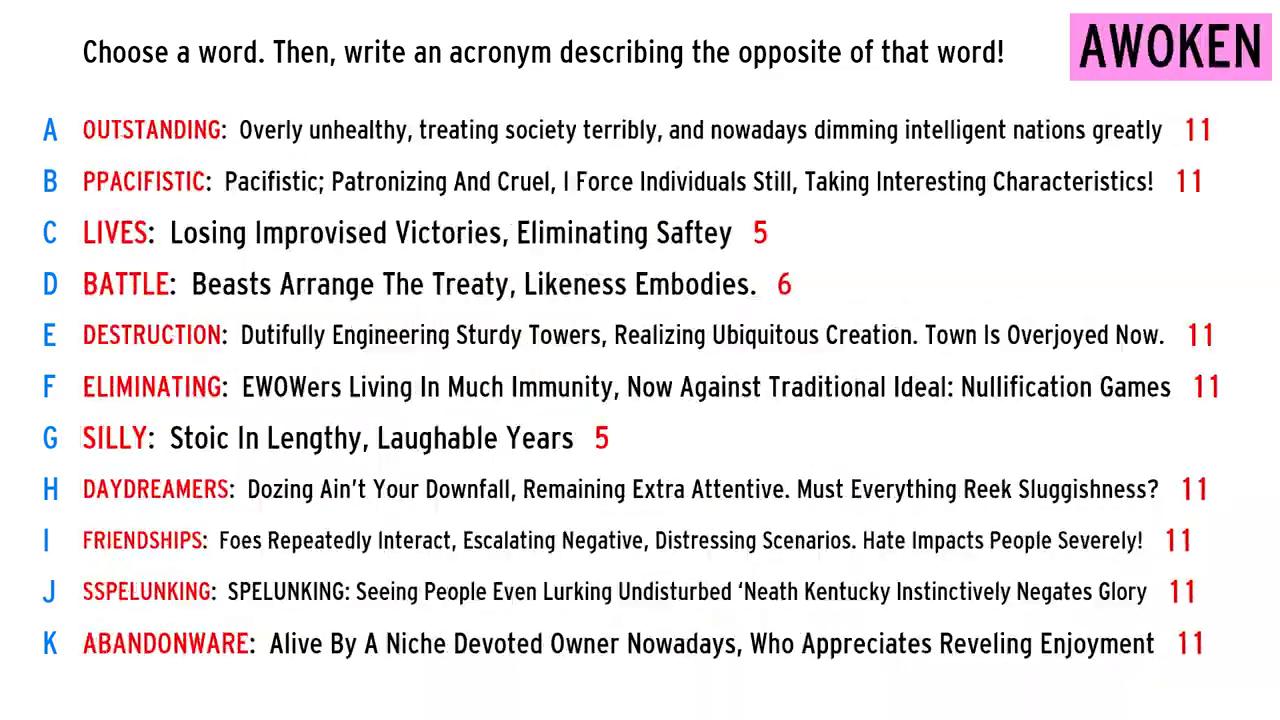 Choose a word. Then, write an acronym describing the opposite of that word!
AWOKEN
A OUTSTANDING: Overly unhealthy, treating society terribly, and nowadays dimming intelligent nations greatly 11
B PPACIFISTIC: Pacifistic; Patronizing And Cruel, I Force Individuals Still, Taking Interesting Characteristics! 11
C LIVES: Losing Improvised Victories, Eliminating Saftey 5
D BATTLE: Beasts Arrange The Treaty, Likeness Embodies. 6
E DESTRUCTION: Dutifully Engineering Sturdy Towers, Realizing Ubiquitous Creation. Town Is Overjoyed Now. 11
F ELIMINATING: EWOWers Living In Much Immunity, Now Against Traditional Ideal: Nullification Games 11
G SILLY: Stoic In Lengthy, Laughable Years 5
H DAYDREAMERS: Dozing Ain't Your Downfall, Remaining Extra Attentive. Must Everything Reek Sluggishness? 11
I FRIENDSHIPS: Foes Repeatedly Interact, Escalating Negative, Distressing Scenarios. Hate Impacts People Severely! 11
J SSPELUNKING: SPELUNKING: Seeing People Even Lurking Undisturbed ‘Neath Kentucky Instinctively Negates Glory 11
K ABANDONWARE: Alive By A Niche Devoted Owner Nowadays, Who Appreciates Reveling Enjoyment 11